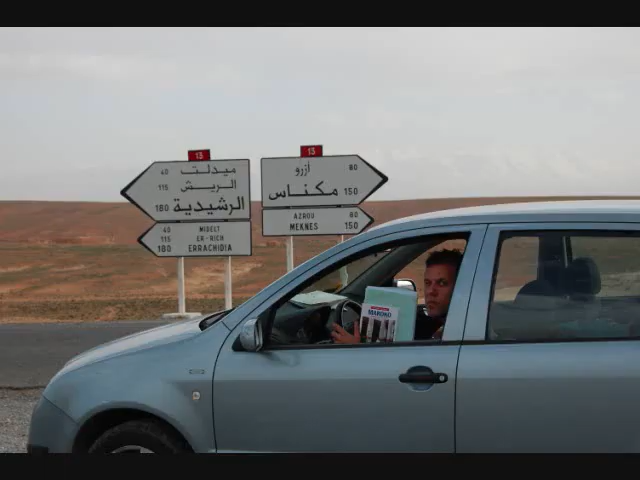 13
40 ميدلت
115 الريش
180 الرشيدية
40 MIDELT
115 ER-RICH
180 ERRACHIDIA
13
أزرو 80
مكناس 150
AZROU 80
MEKNES 150
MAROKO